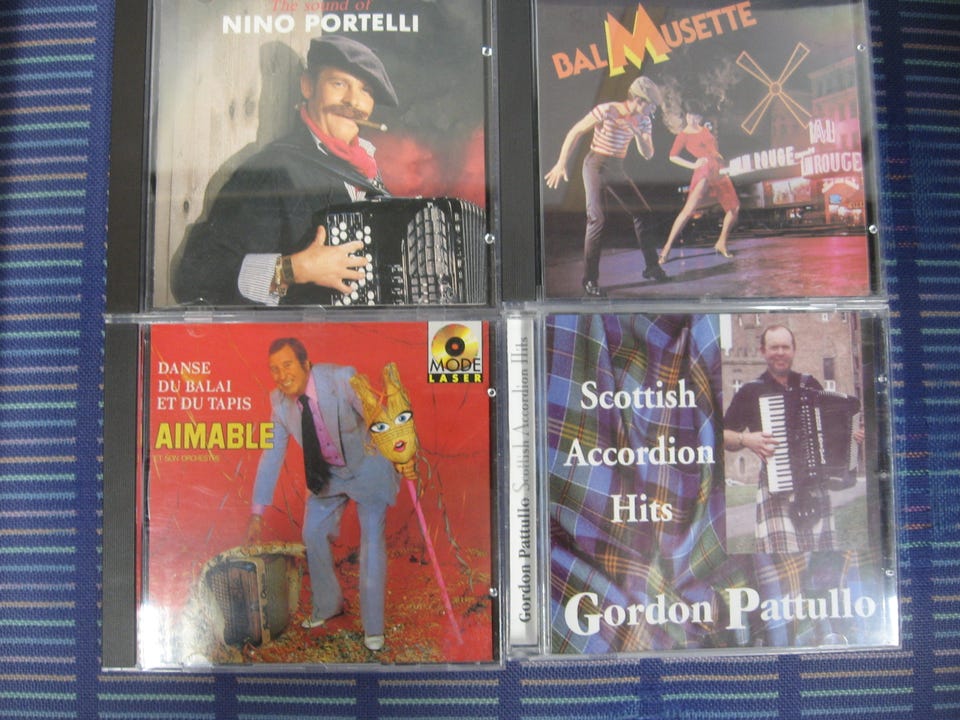 The sound of
NINO PORTELLI
BAL MUSETTE
MOULIN ROUGE
ROUGE
DANSE
DU BALAI
ET DU TAPIS
AIMABLE
ET SON ORCHESTRE
MODE
LASER
Gordon Pattullo Scottish Accordion Hits
Scottish
Accordion
Hits
Gordon Pattullo